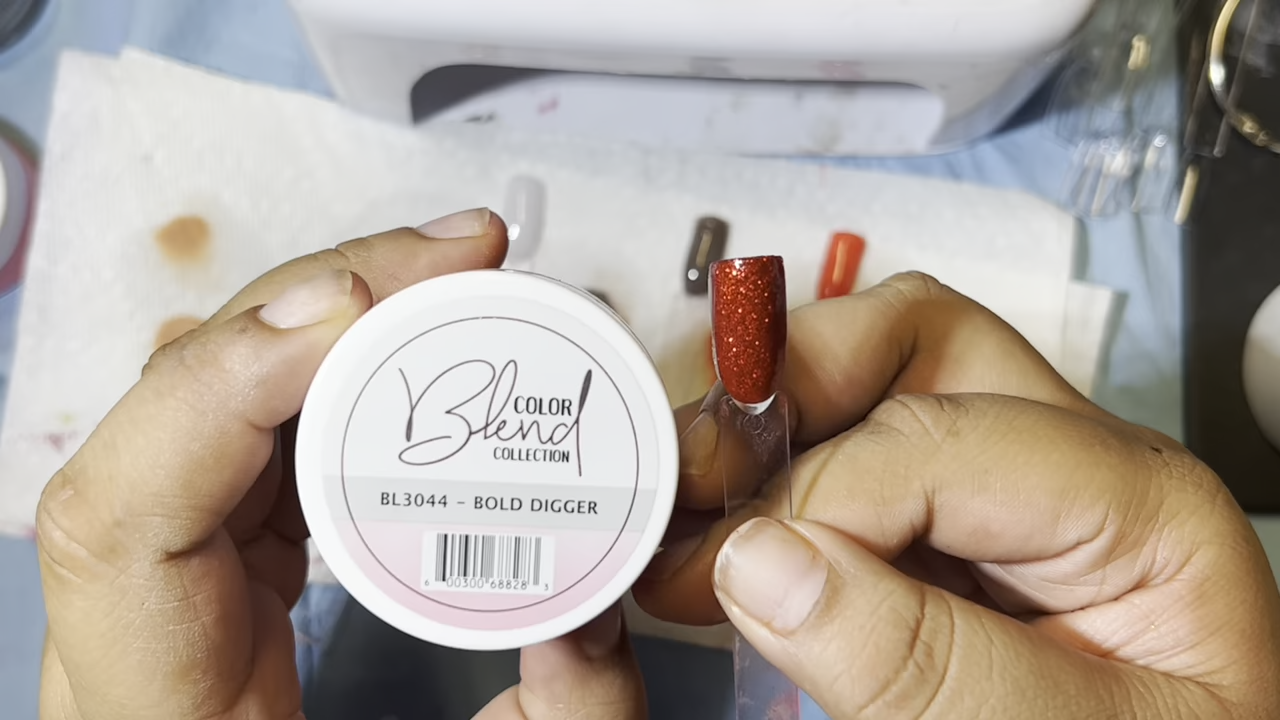 Blend
COLOR
COLLECTION
BL3044 – BOLD DIGGER
6 00300 68828 3